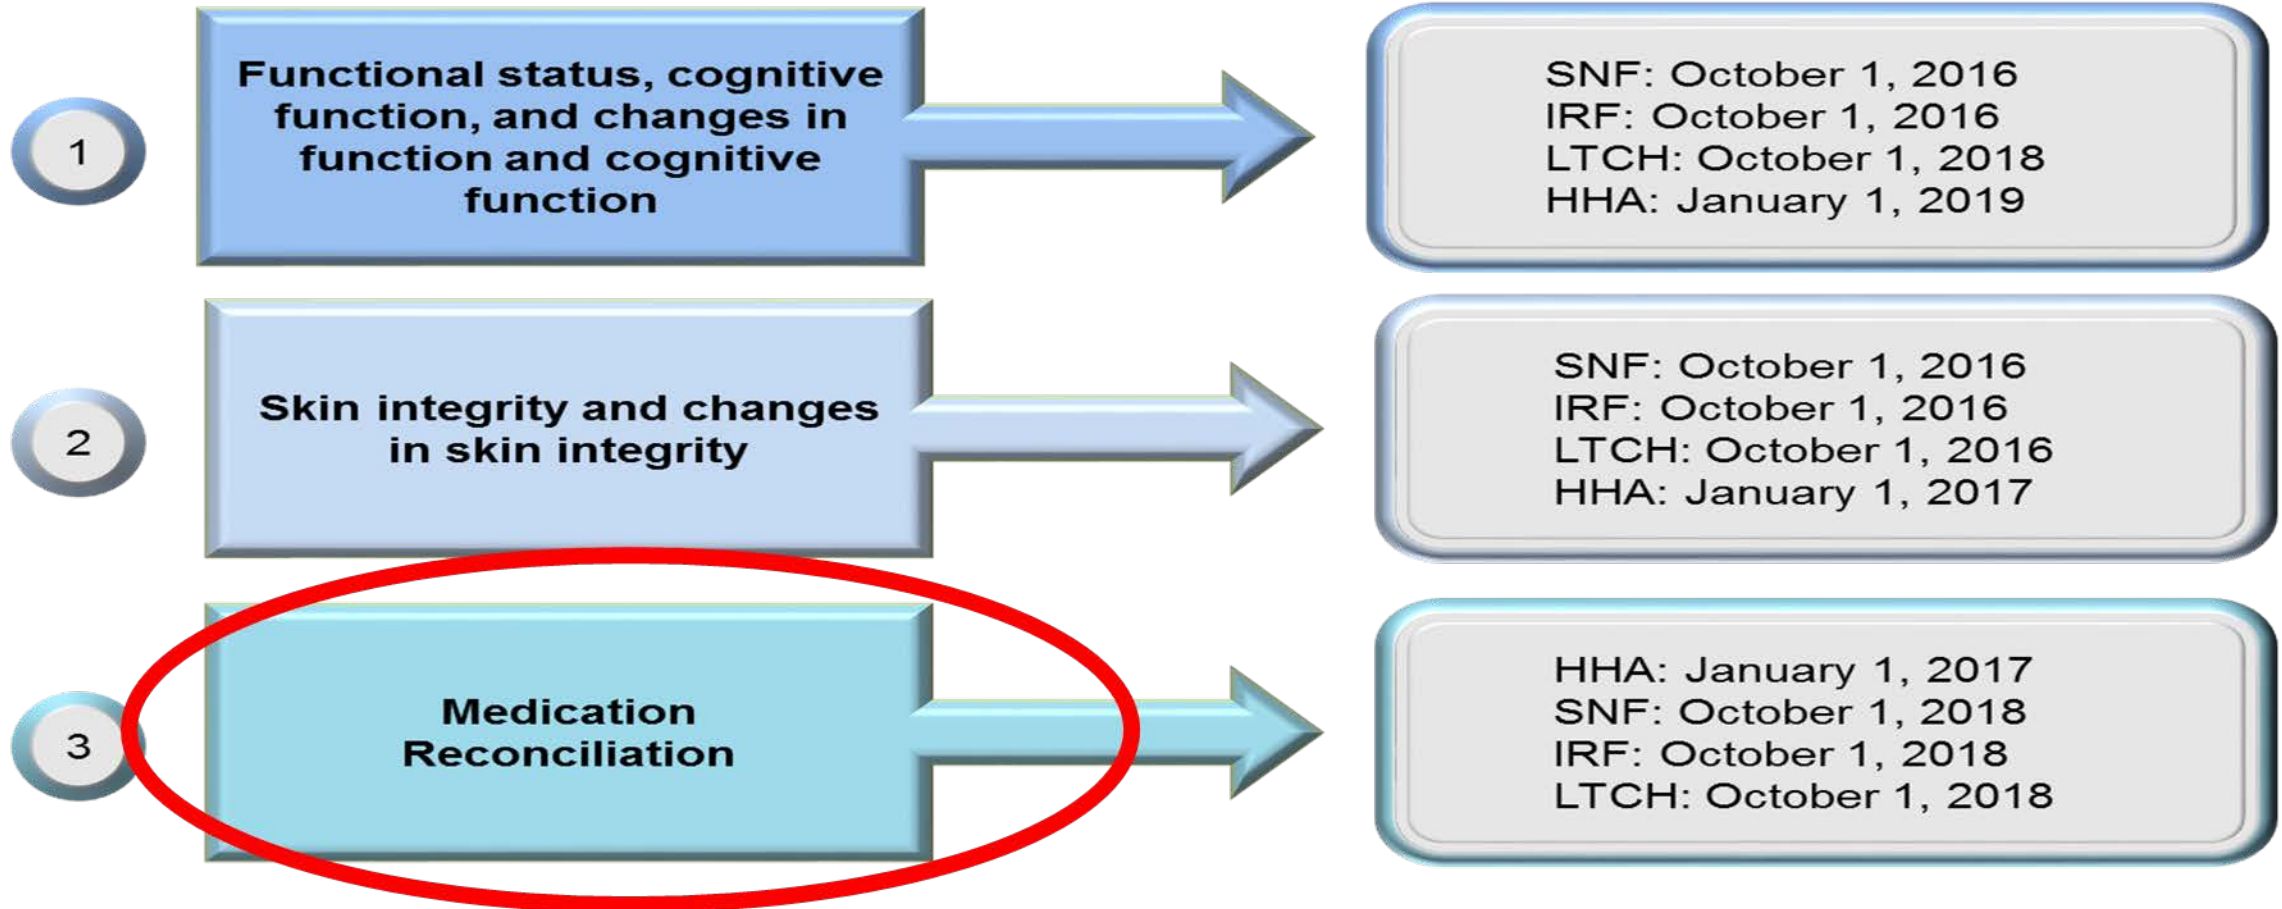 1
Functional status, cognitive
function, and changes in
function and cognitive
function
SNF: October 1, 2016
IRF: October 1, 2016
LTCH: October 1, 2018
HHA: January 1, 2019
2
Skin integrity and changes
in skin integrity
SNF: October 1, 2016
IRF: October 1, 2016
LTCH: October 1, 2016
HHA: January 1, 2017
3
Medication
Reconciliation
HHA: January 1, 2017
SNF: October 1, 2018
IRF: October 1, 2018
LTCH: October 1, 2018